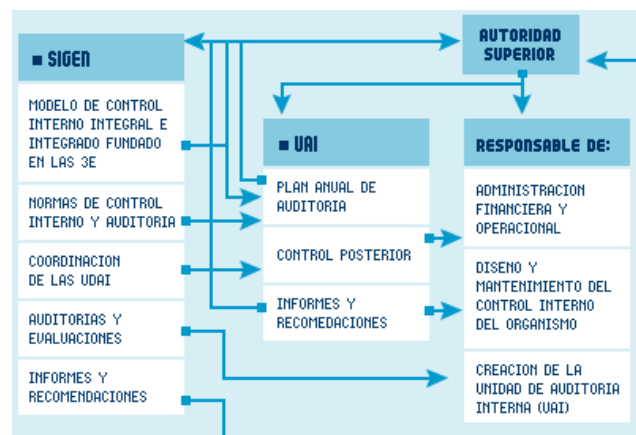 SIGEN
MODELO DE CONTROL
INTERNO INTEGRAL E
INTEGRADO FUNDADO
EN LAS 3E
NORMAS DE CONTROL
INTERNO Y AUDITORIA
COORDINACION
DE LAS UDAI
AUDITORIAS Y
EVALUACIONES
INFORMES Y
RECOMENDACIONES
AUTORIDAD
SUPERIOR
UAI
PLAN ANUAL DE
AUDITORIA
CONTROL POSTERIOR
INFORMES Y
RECOMEDACIONES
RESPONSABLE DE:
ADMINISTRACION
FINANCIERA Y
OPERACIONAL
DISENO Y
MANTENIMIENTO DEL
CONTROL INTERNO
DEL ORGANISMO
CREACION DE LA
UNIDAD DE AUDITORIA
INTERNA (UAI)